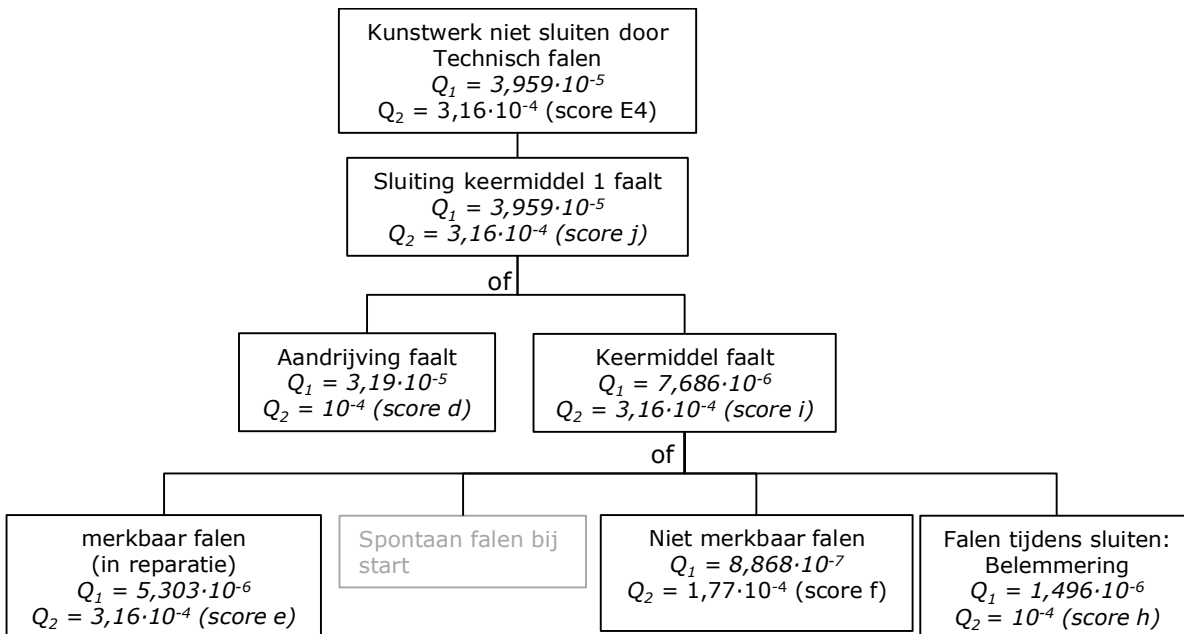 Kunstwerk niet sluiten door
Technisch falen
Q₁ = 3,959·10⁻⁵
Q₂ = 3,16·10⁻⁴ (score E4)
Sluiting keermiddel 1 faalt
Q₁ = 3,959·10⁻⁵
Q₂ = 3,16·10⁻⁴ (score j)
of
Aandrijving faalt
Q₁ = 3,19·10⁻⁵
Q₂ = 10⁻⁴ (score d)
Keermiddel faalt
Q₁ = 7,686·10⁻⁶
Q₂ = 3,16·10⁻⁴ (score i)
of
merkbaar falen
(in reparatie)
Q₁ = 5,303·10⁻⁶
Q₂ = 3,16·10⁻⁴ (score e)
Spontaan falen bij
start
Niet merkbaar falen
Q₁ = 8,868·10⁻⁷
Q₂ = 1,77·10⁻⁴ (score f)
Falen tijdens sluiten:
Belemmering
Q₁ = 1,496·10⁻⁶
Q₂ = 10⁻⁴ (score h)